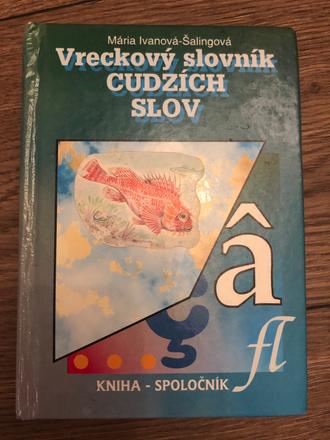 Mária Ivanová-Šalingová
Vreckový slovník
CUDZÍCH
SLOV
â
ç
fl
KNIHA - SPOLOČNÍK